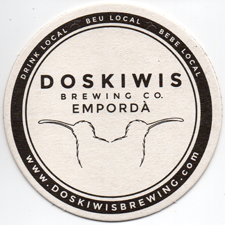 DRINK LOCAL BEU LOCAL BEBE LOCAL
DOSKIWIS
BREWING CO.
EMPORDÀ
www.DOSKIWISBREWING.com